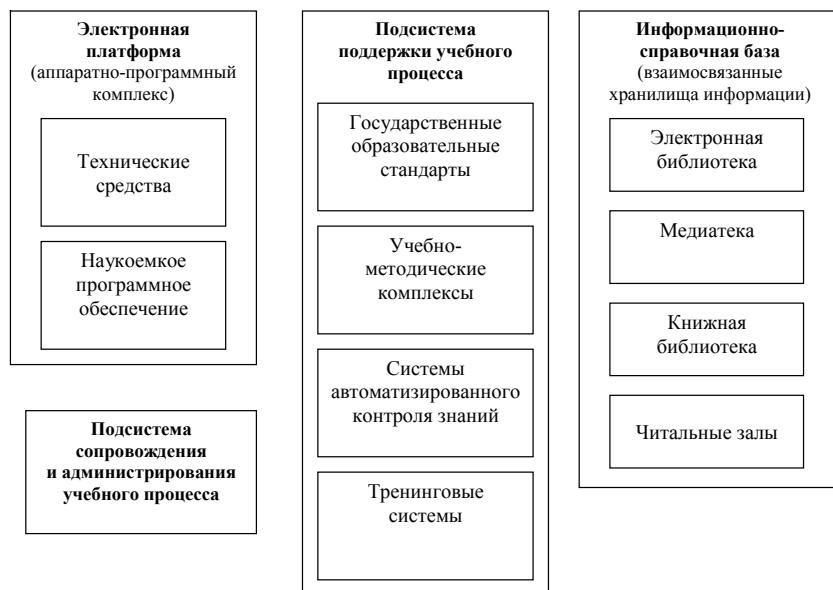 Электронная
платформа
(аппаратно-программный
комплекс)
Технические
средства
Наукоемкое
программное
обеспечение
Подсистема
сопровождения
и администрирования
учебного процесса
Подсистема
поддержки учебного
процесса
Государственные
образовательные
стандарты
Учебно-
методические
комплексы
Системы
автоматизированного
контроля знаний
Тренинговые
системы
Информационно-
справочная база
(взаимосвязанные
хранилища информации)
Электронная
библиотека
Медиатека
Книжная
библиотека
Читальные залы